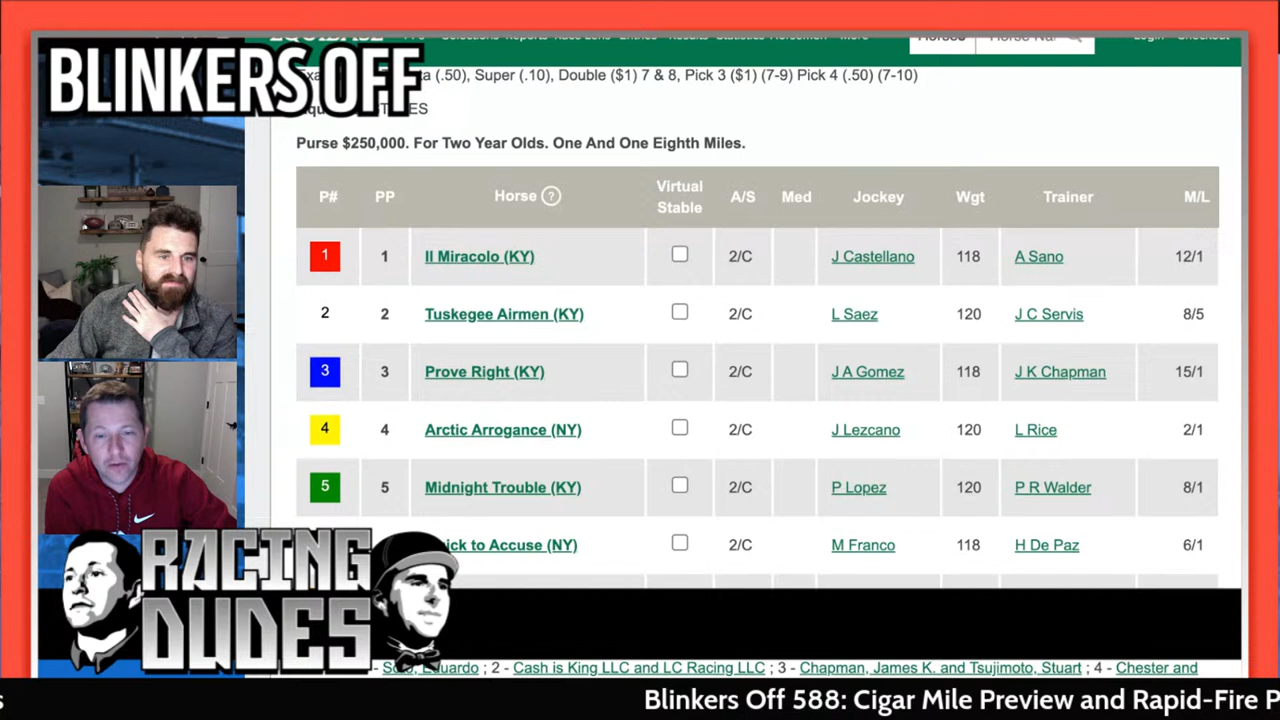 BLINKERS OFF
Login Checkout
(.50), Super (.10), Double ($1) 7 & 8, Pick 3 ($1) (7-9) Pick 4 (.50) (7-10)
Purse $250,000. For Two Year Olds. One And One Eighth Miles.
P# PP Horse ? Virtual Stable A/S Med Jockey Wgt Trainer M/L
1 1 Il Miracolo (KY) 2/C J Castellano 118 A Sano 12/1
2 2 Tuskegee Airmen (KY) 2/C L Saez 120 J C Servis 8/5
3 3 Prove Right (KY) 2/C J A Gomez 118 J K Chapman 15/1
4 4 Arctic Arrogance (NY) 2/C J Lezcano 120 L Rice 2/1
5 5 Midnight Trouble (KY) 2/C P Lopez 120 P R Walder 8/1
ick to Accuse (NY) 2/C M Franco 118 H De Paz 6/1
RACING
DUDES
Eduardo ; 2 - Cash is King LLC and LC Racing LLC ; 3 - Chapman, James K. and Tsujimoto, Stuart ; 4 - Chester and
s Blinkers Off 588: Cigar Mile Preview and Rapid-Fire P